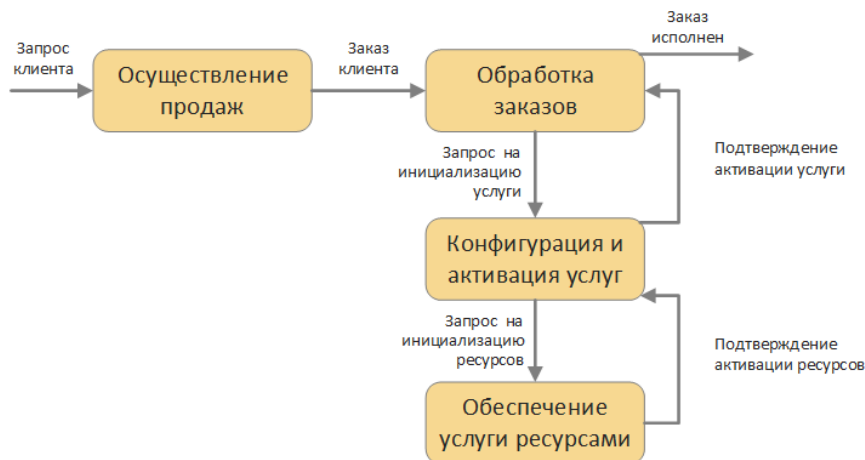 Запрос
клиента
Осуществление
продаж
Заказ
клиента
Обработка
заказов
Заказ
исполнен
Запрос на
инициализацию
услуги
Подтверждение
активации услуги
Конфигурация и
активация услуг
Запрос на
инициализацию
ресурсов
Подтверждение
активации ресурсов
Обеспечение
услуги ресурсами